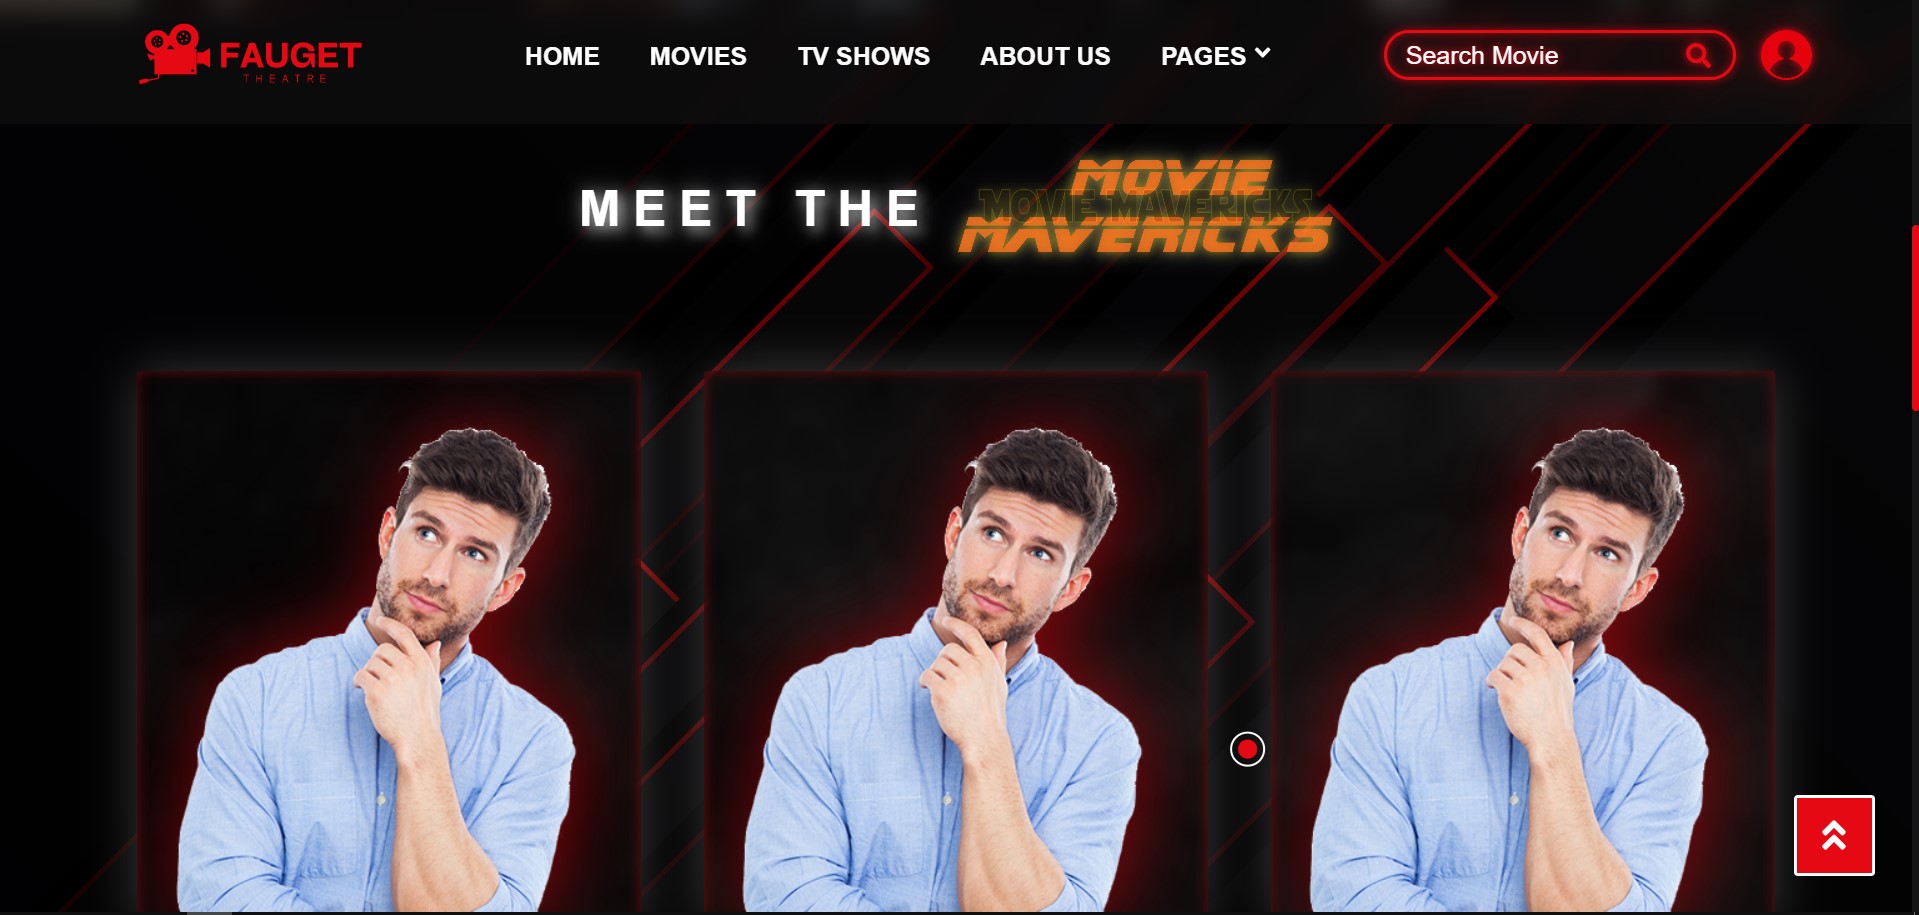 FAUGET
THEATRE
HOME
MOVIES
TV SHOWS
ABOUT US
PAGES
Search Movie
MEET THE
MOVIE
MOVIE MAVERICKS
MAVERICKS